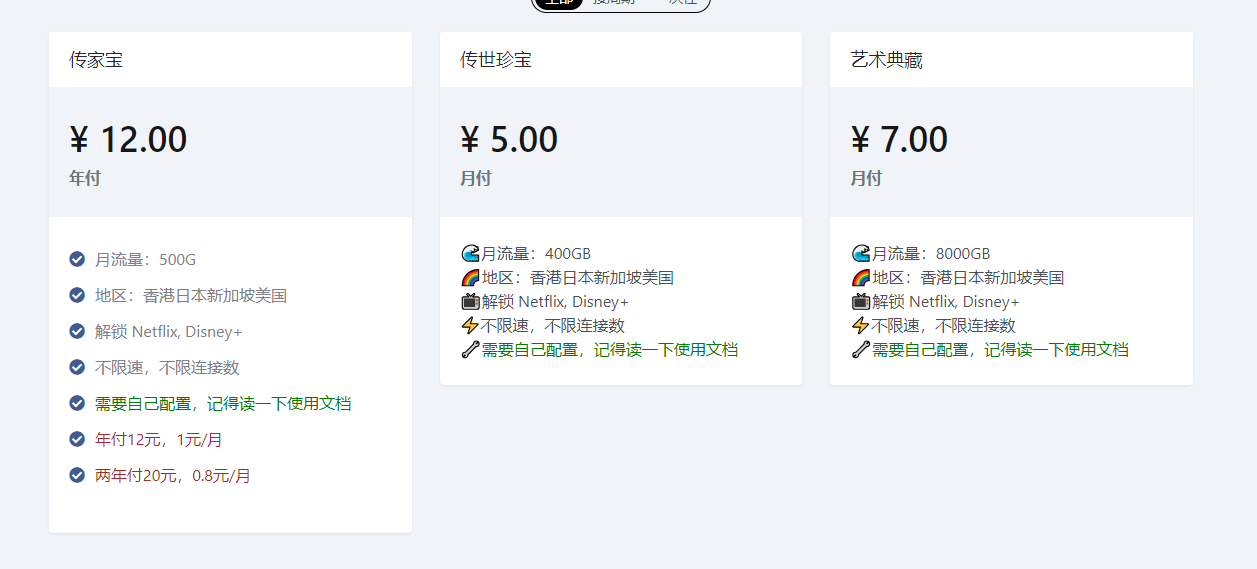 全部 按周期 一次性
传家宝
¥ 12.00
年付
月流量：500G
地区：香港日本新加坡美国
解锁 Netflix, Disney+
不限速，不限连接数
需要自己配置，记得读一下使用文档
年付12元，1元/月
两年付20元，0.8元/月
传世珍宝
¥ 5.00
月付
🌊月流量：400GB
🌈地区：香港日本新加坡美国
📺解锁 Netflix, Disney+
⚡不限速，不限连接数
🦴需要自己配置，记得读一下使用文档
艺术典藏
¥ 7.00
月付
🌊月流量：8000GB
🌈地区：香港日本新加坡美国
📺解锁 Netflix, Disney+
⚡不限速，不限连接数
🦴需要自己配置，记得读一下使用文档